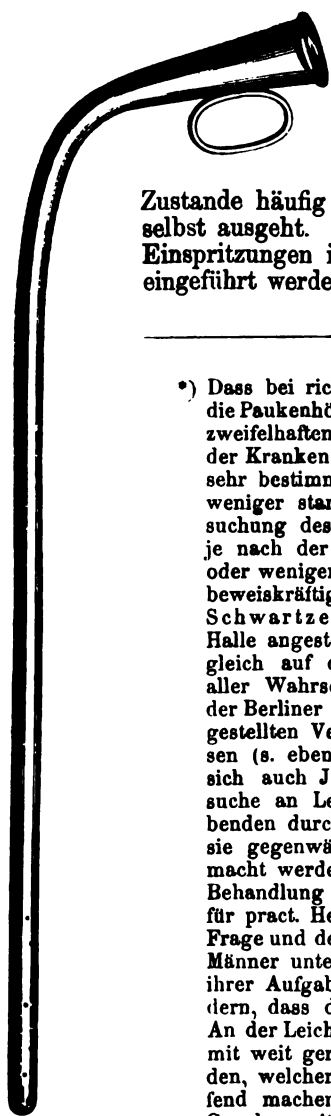 Zustande häufig
selbst ausgeht.
Einspritzungen i
eingeführt werde
*) Dass bei ric
die Paukenhö
zweifelhaften
der Kranken
sehr bestimn
weniger star
suchung des
je nach der
oder weniger
beweiskräftig
Schwartze
Halle angest
gleich auf e
aller Wahrse
der Berliner
gestellten Ve
sen (s. eben
sich auch J
suche an Le
benden durc
sie gegenwä
macht werde
Behandlung
für pract. He
Frage und de
Männer unte
ihrer Aufgab
dern, dass d
An der Leich
mit weit ger
den, welcher
fend macher